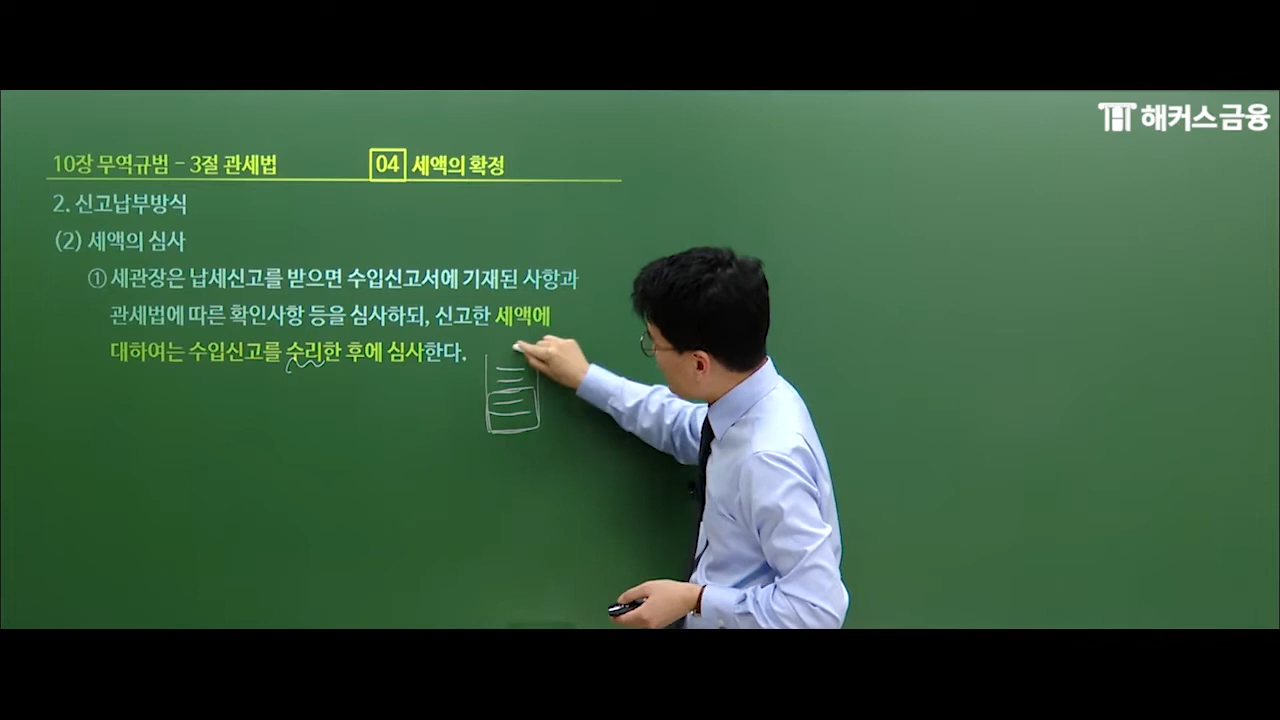 해커스금융
10장 무역규범 – 3절 관세법
04 세액의 확정
2. 신고납부방식
(2) 세액의 심사
① 세관장은 납세신고를 받으면 수입신고서에 기재된 사항과
관세법에 따른 확인사항 등을 심사하되, 신고한 세액에
대하여는 수입신고를 수리한 후에 심사한다.